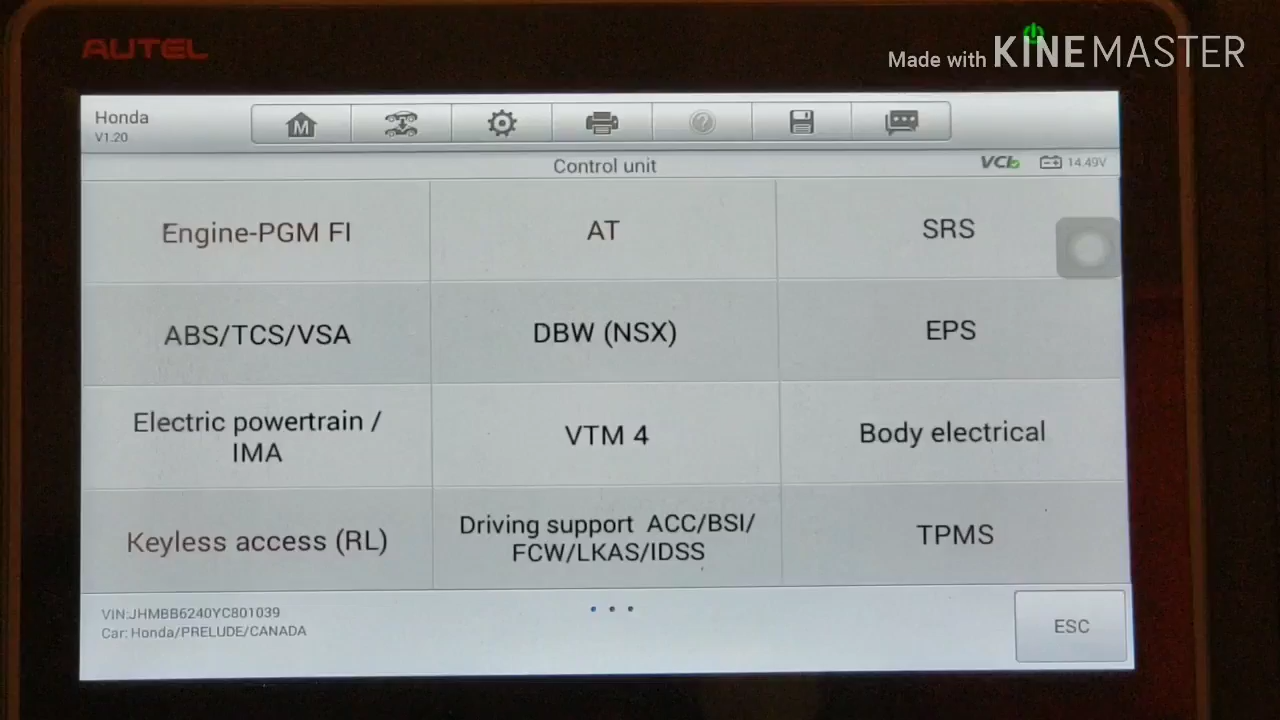 AUTEL
Made with KINEMASTER
Honda
V1.20
M
Control unit
VCI
14.49V
Engine-PGM FI
AT
SRS
ABS/TCS/VSA
DBW (NSX)
EPS
Electric powertrain /
IMA
VTM 4
Body electrical
Keyless access (RL)
Driving support ACC/BSI/
FCW/LKAS/IDSS
TPMS
VIN:JHMBB6240YC801039
Car: Honda/PRELUDE/CANADA
ESC